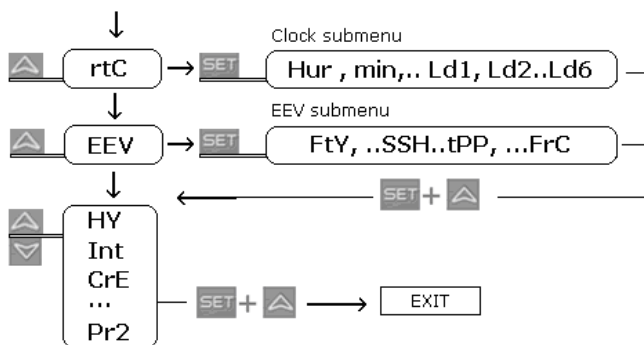 Clock submenu
rtC SET Hur , min,.. Ld1, Ld2..Ld6
EEV submenu
EEV SET FtY, ..SSH..tPP, ...FrC
SET +
HY
Int
CrE
...
Pr2
SET + EXIT